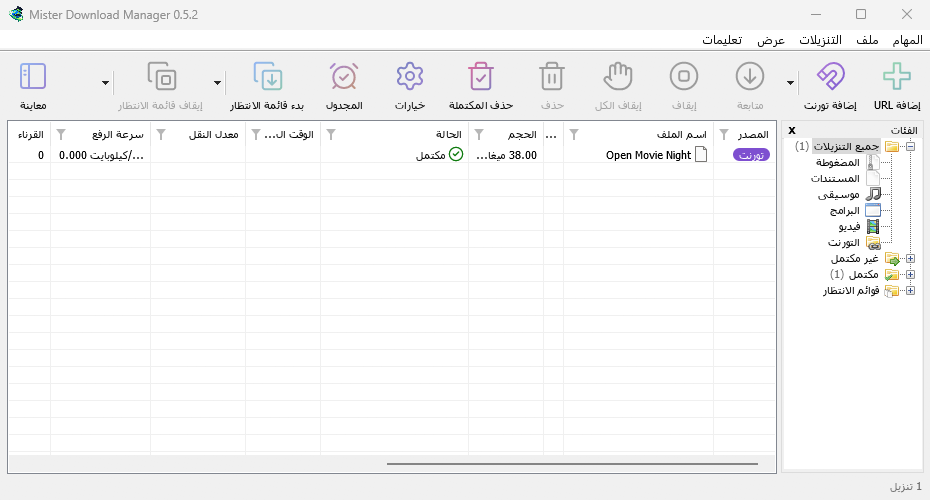 Mister Download Manager 0.5.2
المهام ملف التنزيلات عرض تعليمات
إضافة URL إضافة تورنت متابعة إيقاف إيقاف الكل حذف حذف المكتملة خيارات المجدول بدء قائمة الانتظار إيقاف قائمة الانتظار معاينة
الفئات x
جميع التنزيلات (1)
المضغوطة
المستندات
موسيقى
البرامج
فيديو
التورنت
غير مكتمل
مكتمل (1)
قوائم الانتظار
المصدر اسم الملف ... الحجم الحالة الوقت ال... معدل النقل سرعة الرفع القرناء
تورنت Open Movie Night 38.00 ميغا... مكتمل 0.000 كيلوبايت/... 0
1 تنزيل